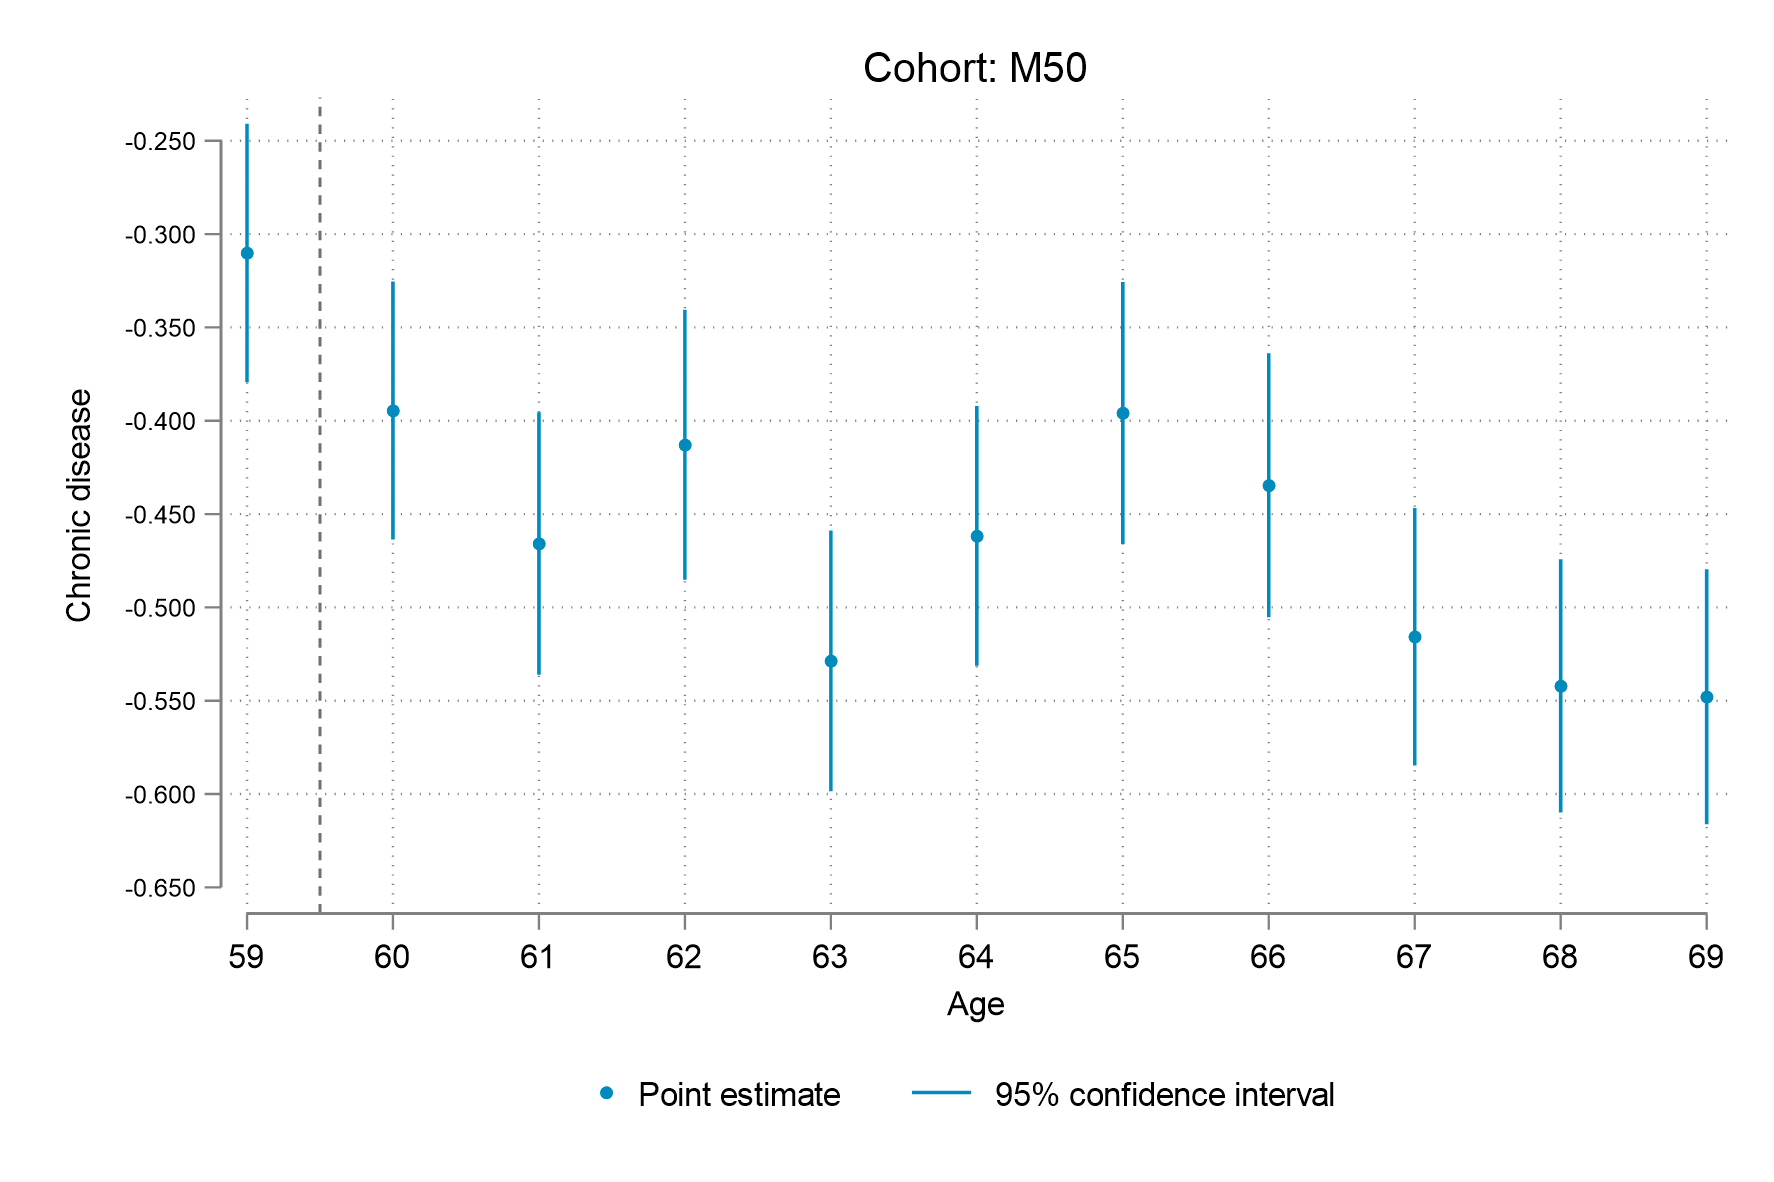 Cohort: M50
-0.250
-0.300
-0.350
-0.400
-0.450
-0.500
-0.550
-0.600
-0.650
Chronic disease
59 60 61 62 63 64 65 66 67 68 69
Age
Point estimate 95% confidence interval